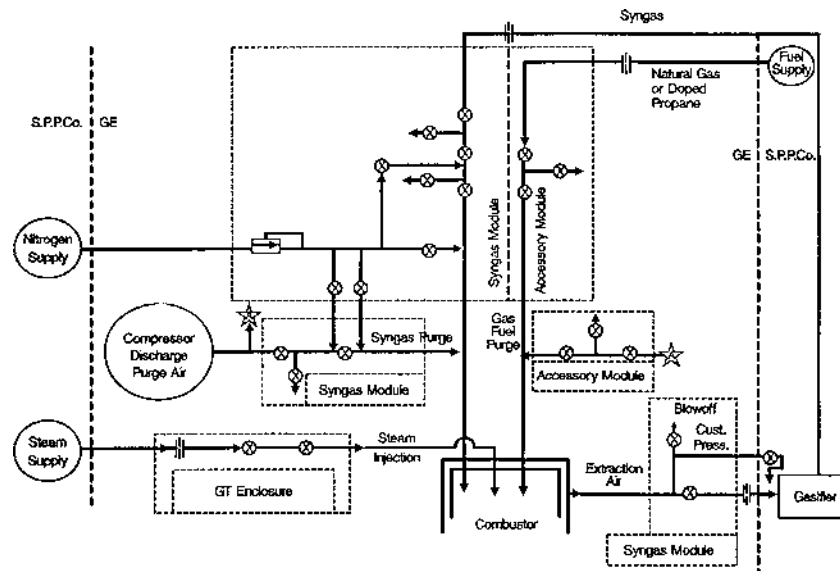 Syngas
Fuel
Supply
Natural Gas
or Doped
Propane
S.P.P.Co.
GE
GE
S.P.P.Co.
Nitrogen
Supply
Syngas Module
Accessory Module
Compressor
Discharge
Purge Air
Syngas Purge
Syngas Module
Gas
Fuel
Purge
Accessory Module
Steam
Supply
Steam
Injection
GT Enclosure
Combustor
Extraction
Air
Blowoff
Cust.
Press.
Syngas Module
Gasifier